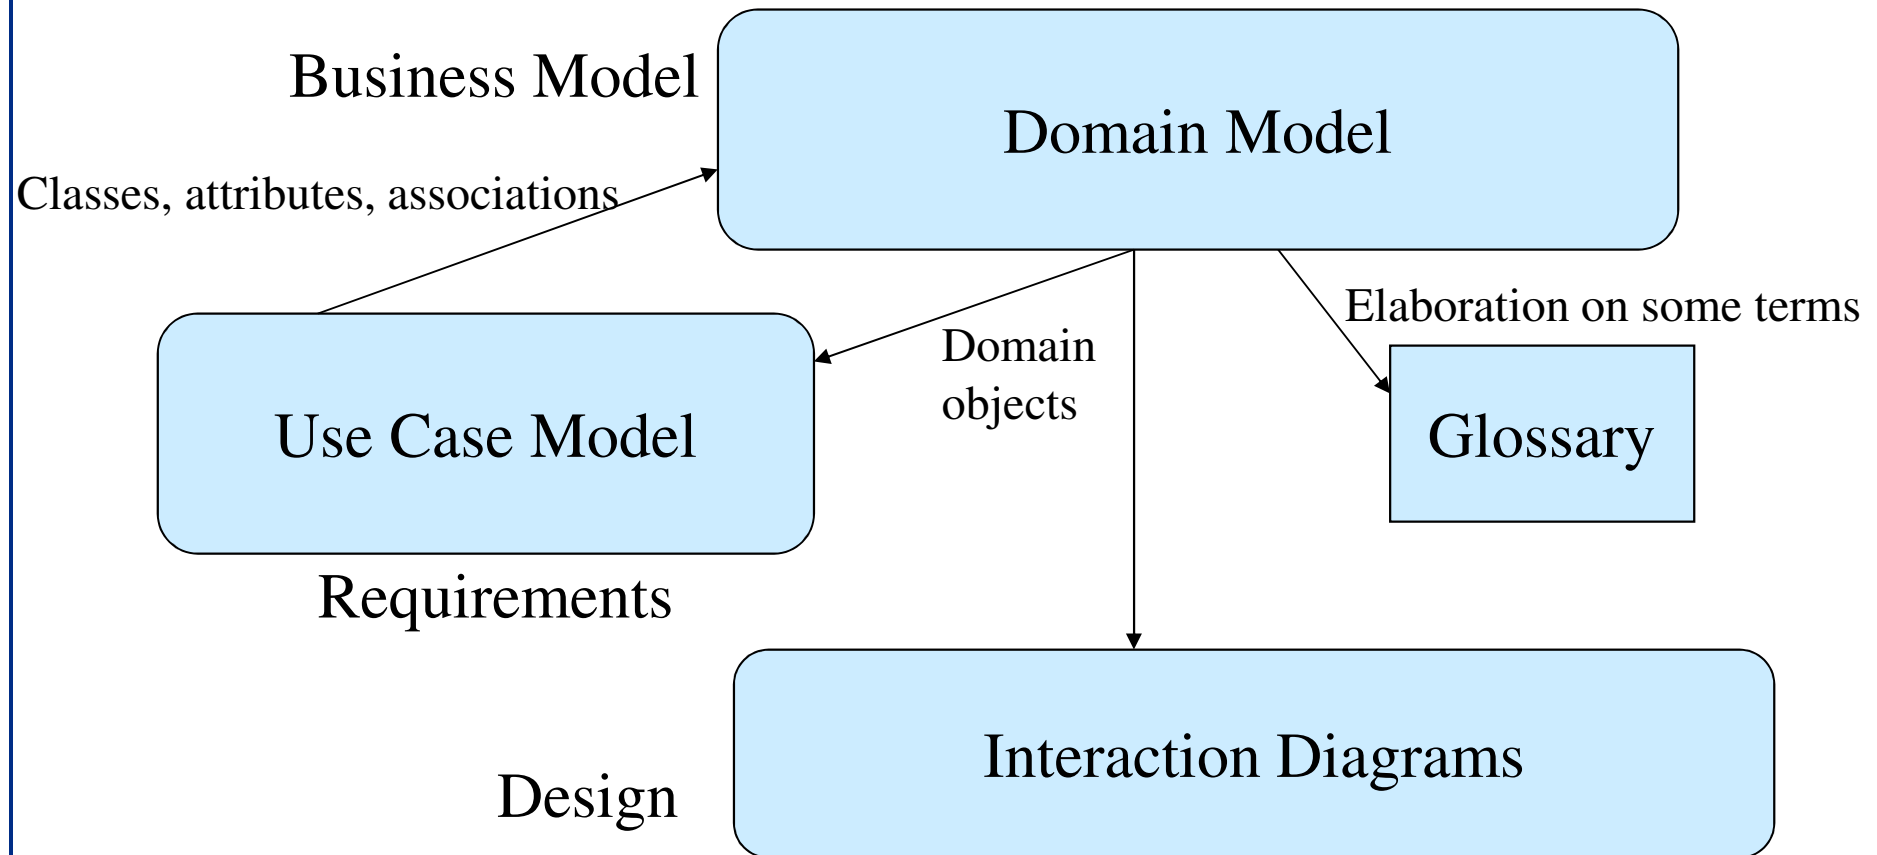 Business Model
Domain Model
Classes, attributes, associations
Elaboration on some terms
Domain
objects
Use Case Model
Glossary
Requirements
Interaction Diagrams
Design